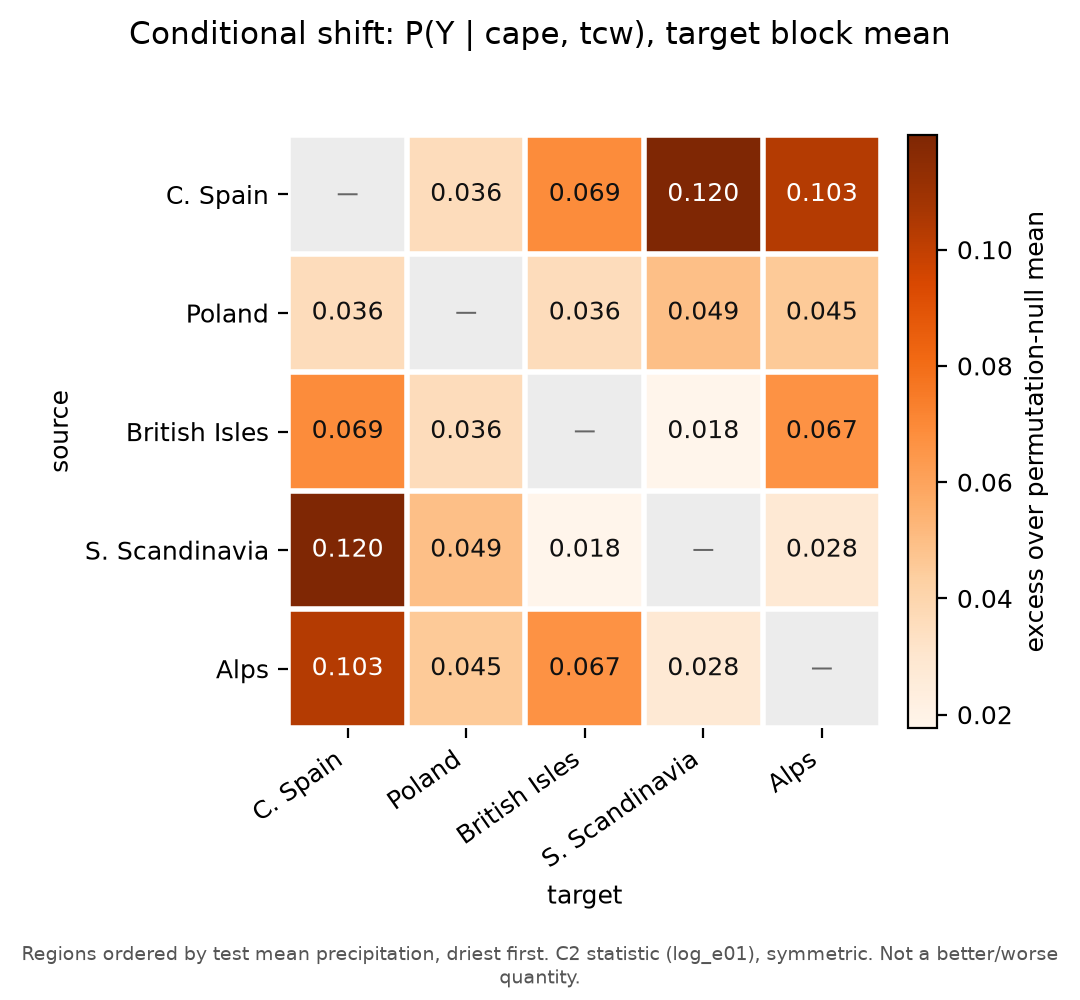 Conditional shift: P(Y | cape, tcw), target block mean
C. Spain — 0.036 0.069 0.120 0.103
Poland 0.036 — 0.036 0.049 0.045
British Isles 0.069 0.036 — 0.018 0.067
S. Scandinavia 0.120 0.049 0.018 — 0.028
Alps 0.103 0.045 0.067 0.028 —
source
C. Spain Poland British Isles S. Scandinavia Alps
target
0.10
0.08
0.06
0.04
0.02
excess over permutation-null mean
Regions ordered by test mean precipitation, driest first. C2 statistic (log_e01), symmetric. Not a better/worse
quantity.